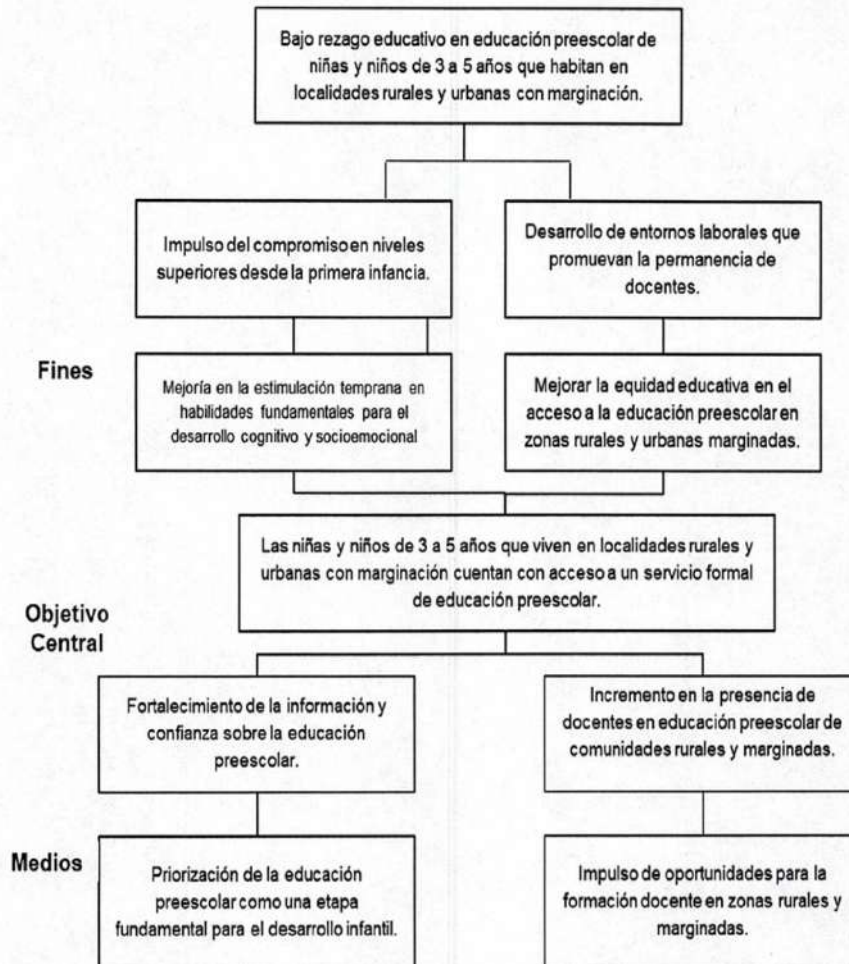 Bajo rezago educativo en educación preescolar de
niñas y niños de 3 a 5 años que habitan en
localidades rurales y urbanas con marginación.
Impulso del compromiso en niveles
superiores desde la primera infancia.
Desarrollo de entornos laborales que
promuevan la permanencia de
docentes.
Fines
Mejoría en la estimulación temprana en
habilidades fundamentales para el
desarrollo cognitivo y socioemocional
Mejorar la equidad educativa en el
acceso a la educación preescolar en
zonas rurales y urbanas marginadas.
Las niñas y niños de 3 a 5 años que viven en localidades rurales y
urbanas con marginación cuentan con acceso a un servicio formal
de educación preescolar.
Objetivo
Central
Fortalecimiento de la información y
confianza sobre la educación
preescolar.
Incremento en la presencia de
docentes en educación preescolar de
comunidades rurales y marginadas.
Medios
Priorización de la educación
preescolar como una etapa
fundamental para el desarrollo infantil.
Impulso de oportunidades para la
formación docente en zonas rurales y
marginadas.